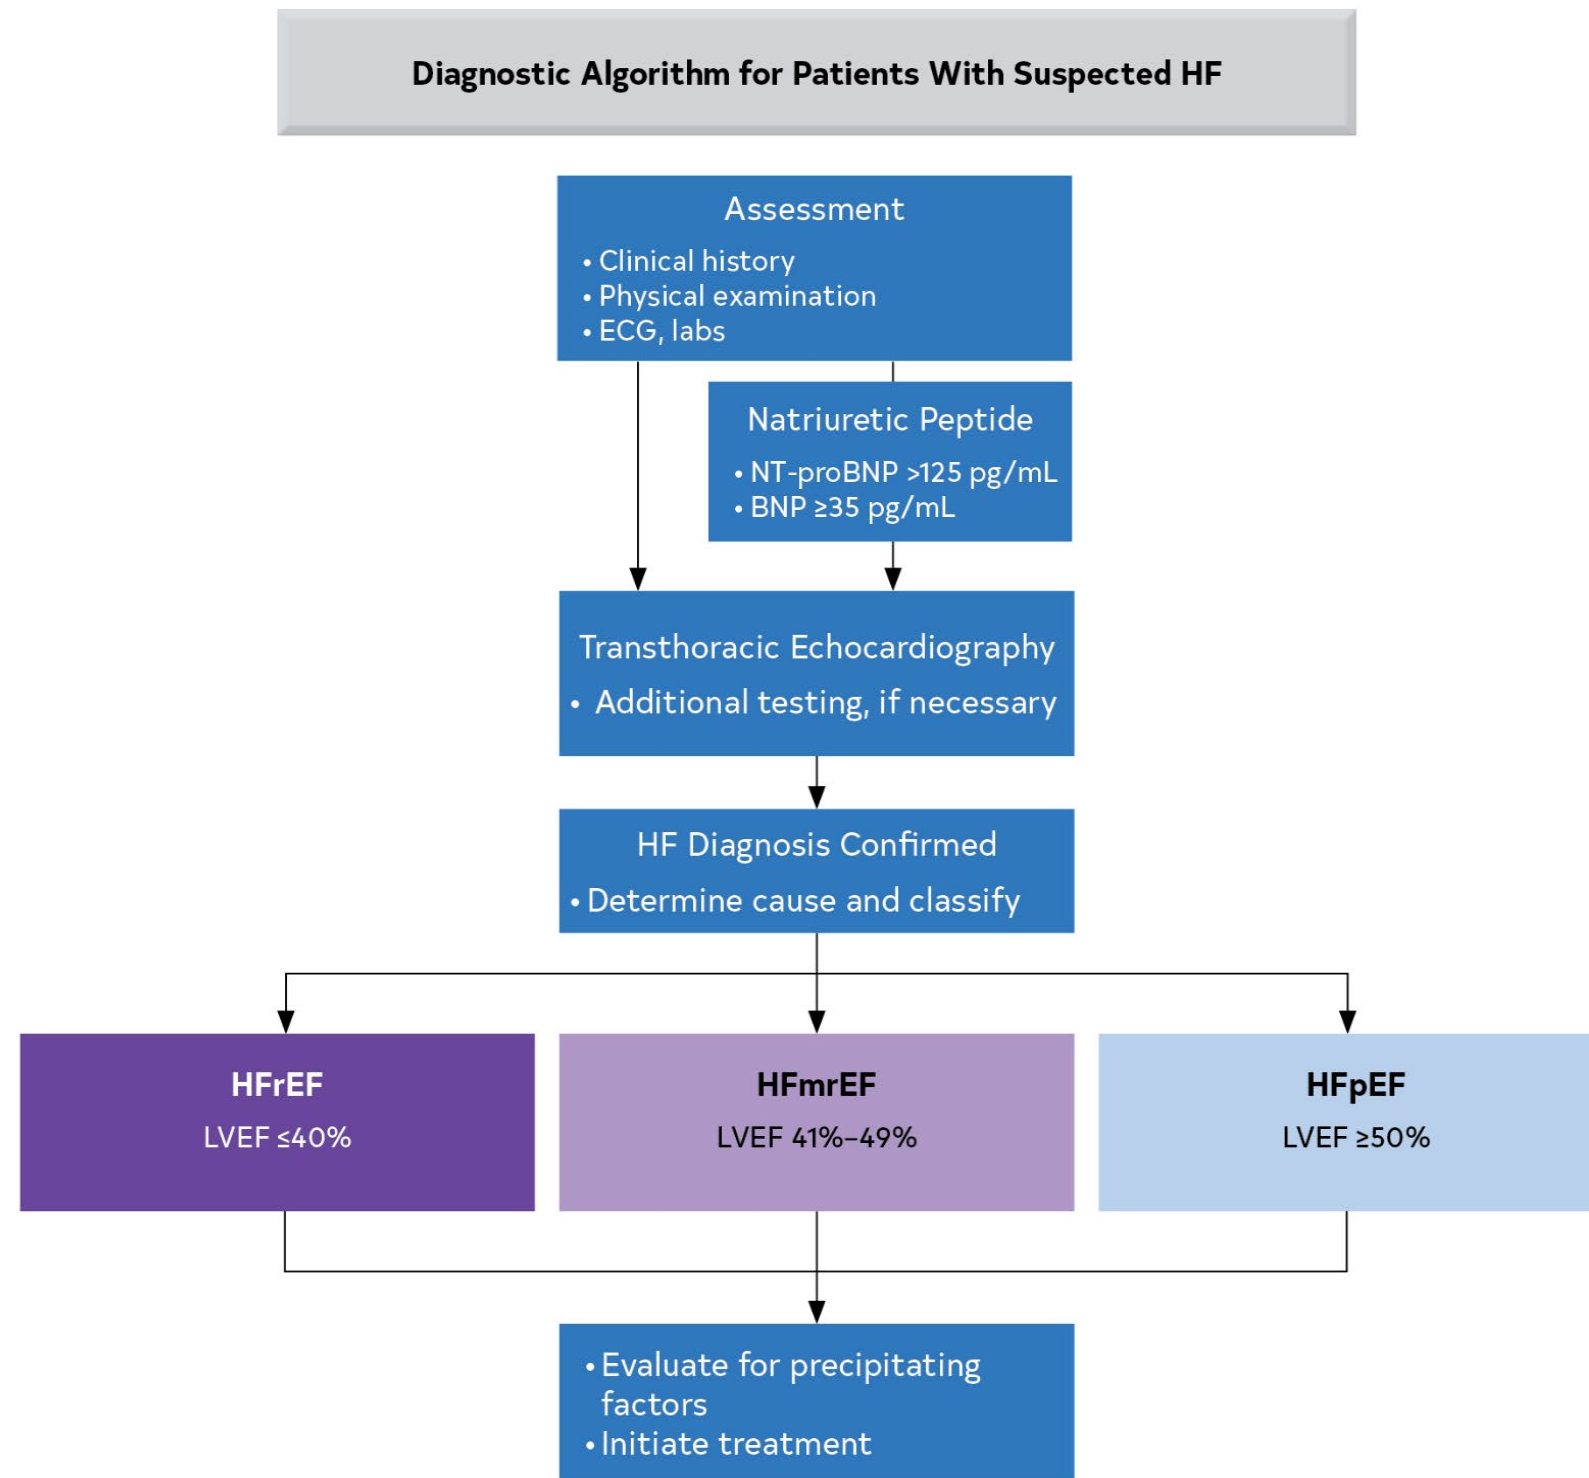 Diagnostic Algorithm for Patients With Suspected HF
Assessment
• Clinical history
• Physical examination
• ECG, labs
Natriuretic Peptide
• NT-proBNP >125 pg/mL
• BNP ≥35 pg/mL
Transthoracic Echocardiography
• Additional testing, if necessary
HF Diagnosis Confirmed
• Determine cause and classify
HFrEF
LVEF ≤40%
HFmrEF
LVEF 41%–49%
HFpEF
LVEF ≥50%
• Evaluate for precipitating
factors
• Initiate treatment